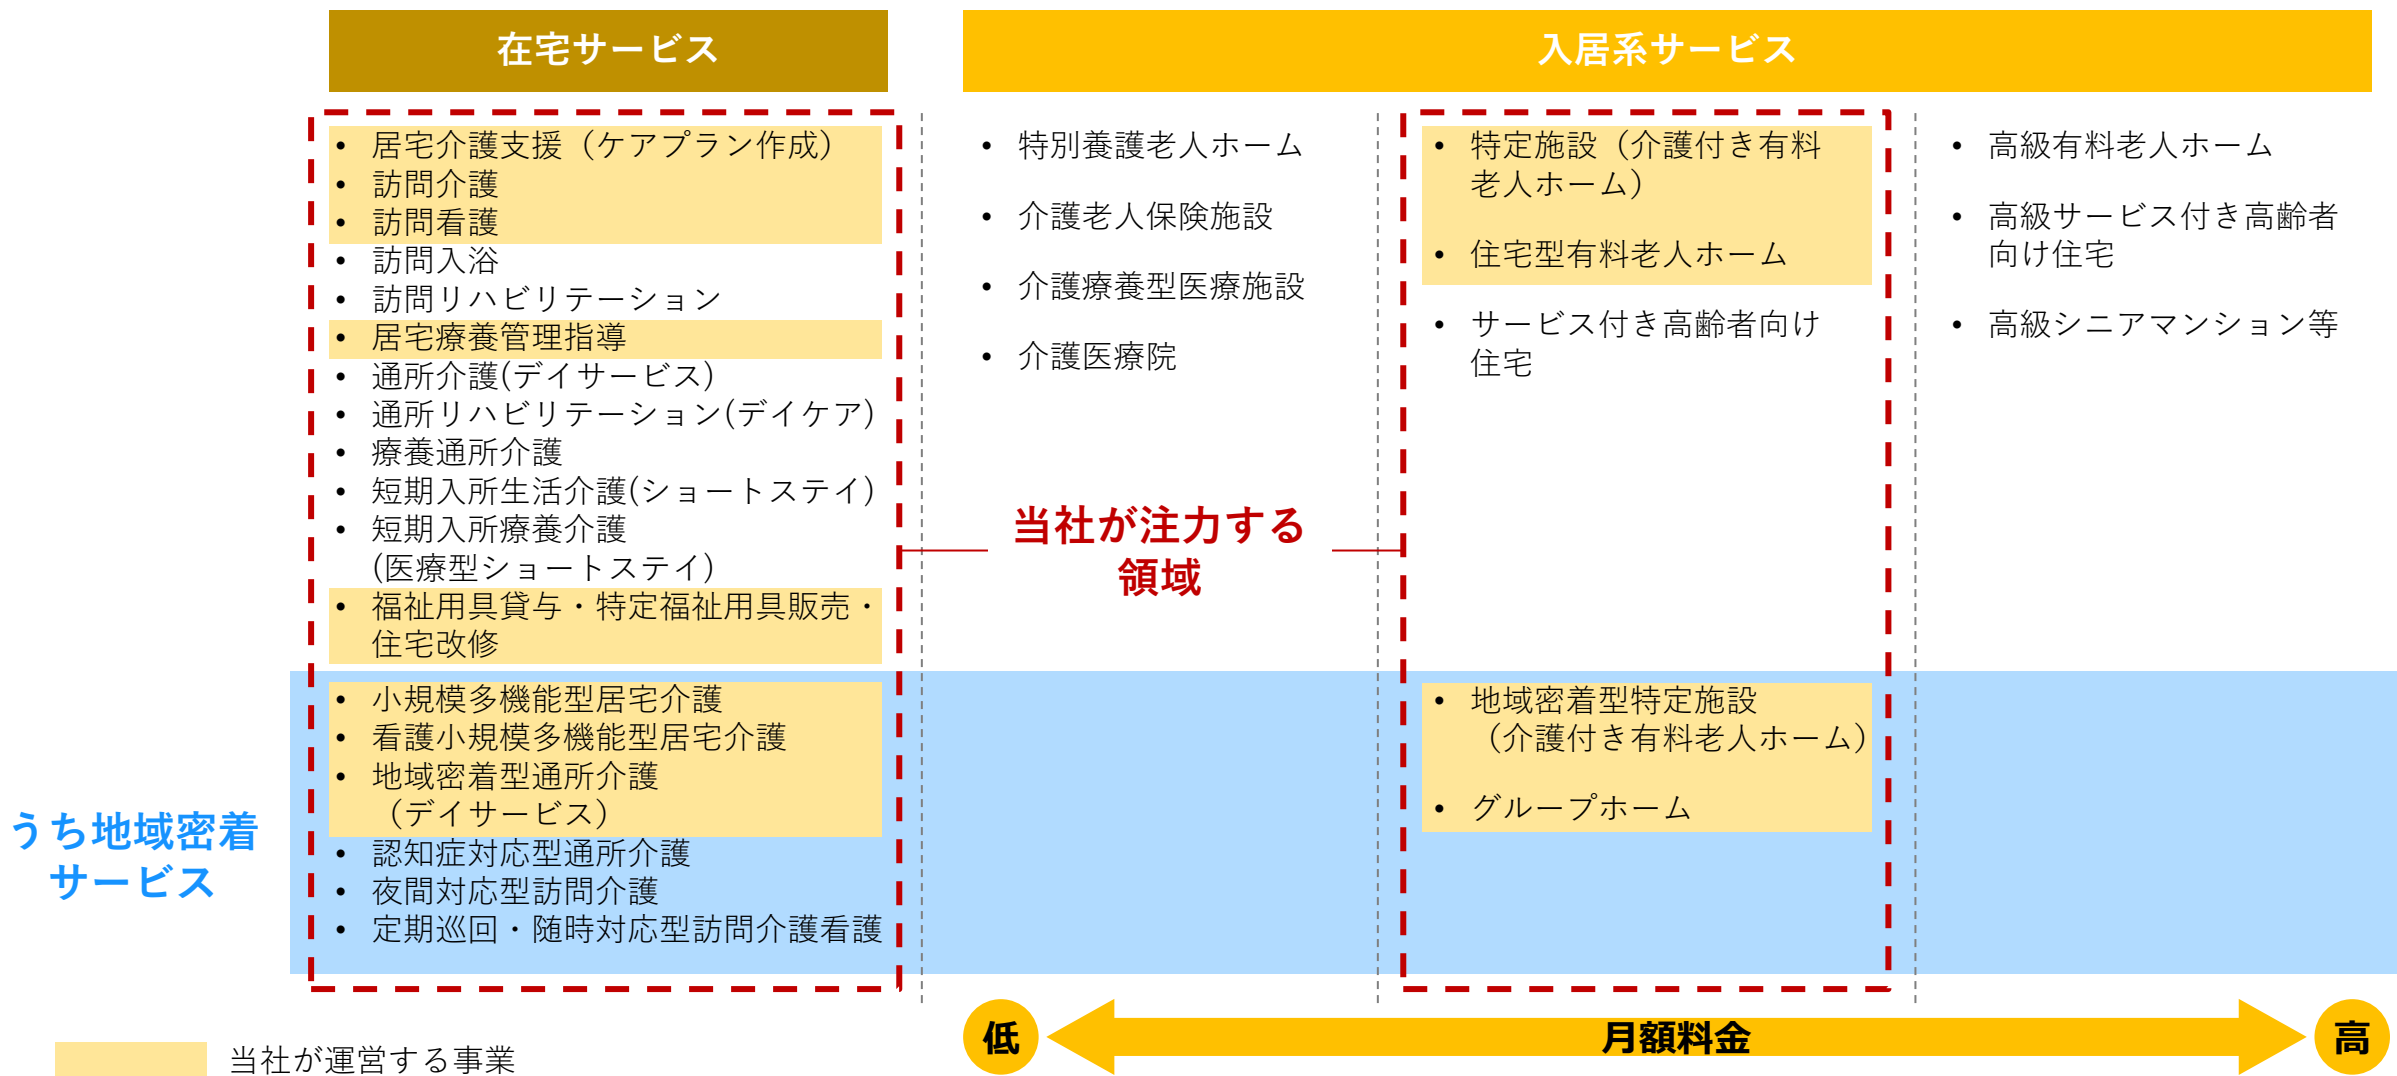 在宅サービス
入居系サービス
• 居宅介護支援（ケアプラン作成）
• 訪問介護
• 訪問看護
• 訪問入浴
• 訪問リハビリテーション
• 居宅療養管理指導
• 通所介護(デイサービス)
• 通所リハビリテーション(デイケア)
• 療養通所介護
• 短期入所生活介護(ショートステイ)
• 短期入所療養介護
(医療型ショートステイ)
• 福祉用具貸与・特定福祉用具販売・
住宅改修
• 小規模多機能型居宅介護
• 看護小規模多機能型居宅介護
• 地域密着型通所介護
（デイサービス）
• 認知症対応型通所介護
• 夜間対応型訪問介護
• 定期巡回・随時対応型訪問介護看護
• 特別養護老人ホーム
• 介護老人保険施設
• 介護療養型医療施設
• 介護医療院
当社が注力する
領域
• 特定施設（介護付き有料
老人ホーム）
• 住宅型有料老人ホーム
• サービス付き高齢者向け
住宅
• 地域密着型特定施設
（介護付き有料老人ホーム）
• グループホーム
• 高級有料老人ホーム
• 高級サービス付き高齢者
向け住宅
• 高級シニアマンション等
うち地域密着
サービス
低
月額料金
高
当社が運営する事業